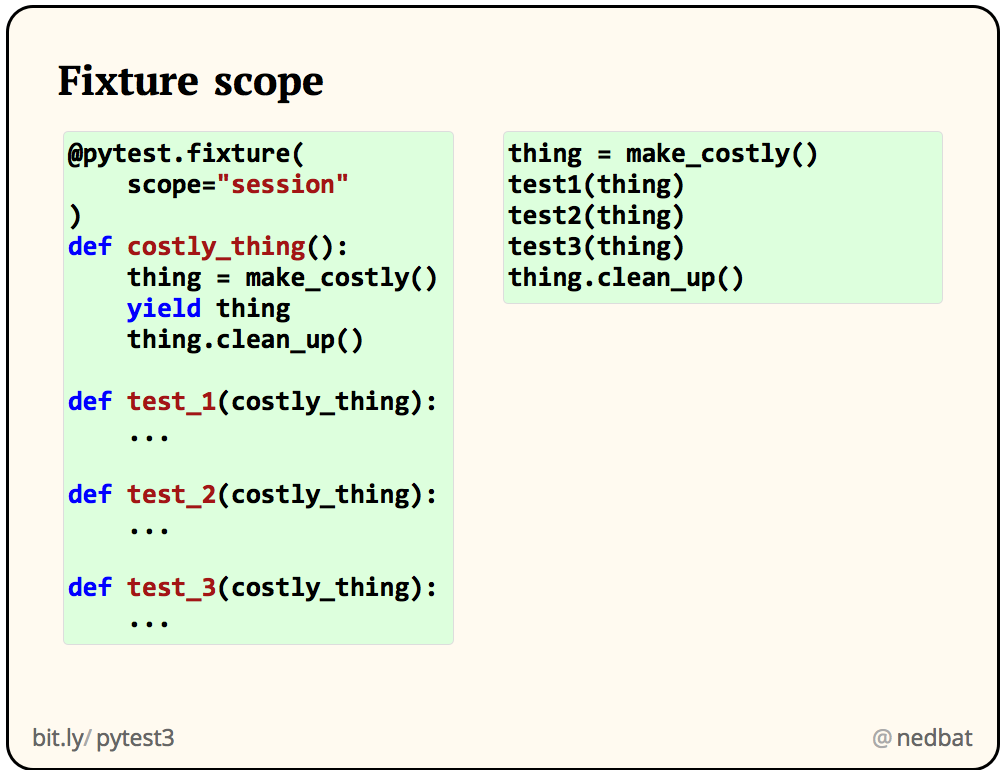 Fixture scope
@pytest.fixture(
    scope="session"
)
def costly_thing():
    thing = make_costly()
    yield thing
    thing.clean_up()
def test_1(costly_thing):
    ...
def test_2(costly_thing):
    ...
def test_3(costly_thing):
    ...
thing = make_costly()
test1(thing)
test2(thing)
test3(thing)
thing.clean_up()
bit.ly/pytest3
@nedbat